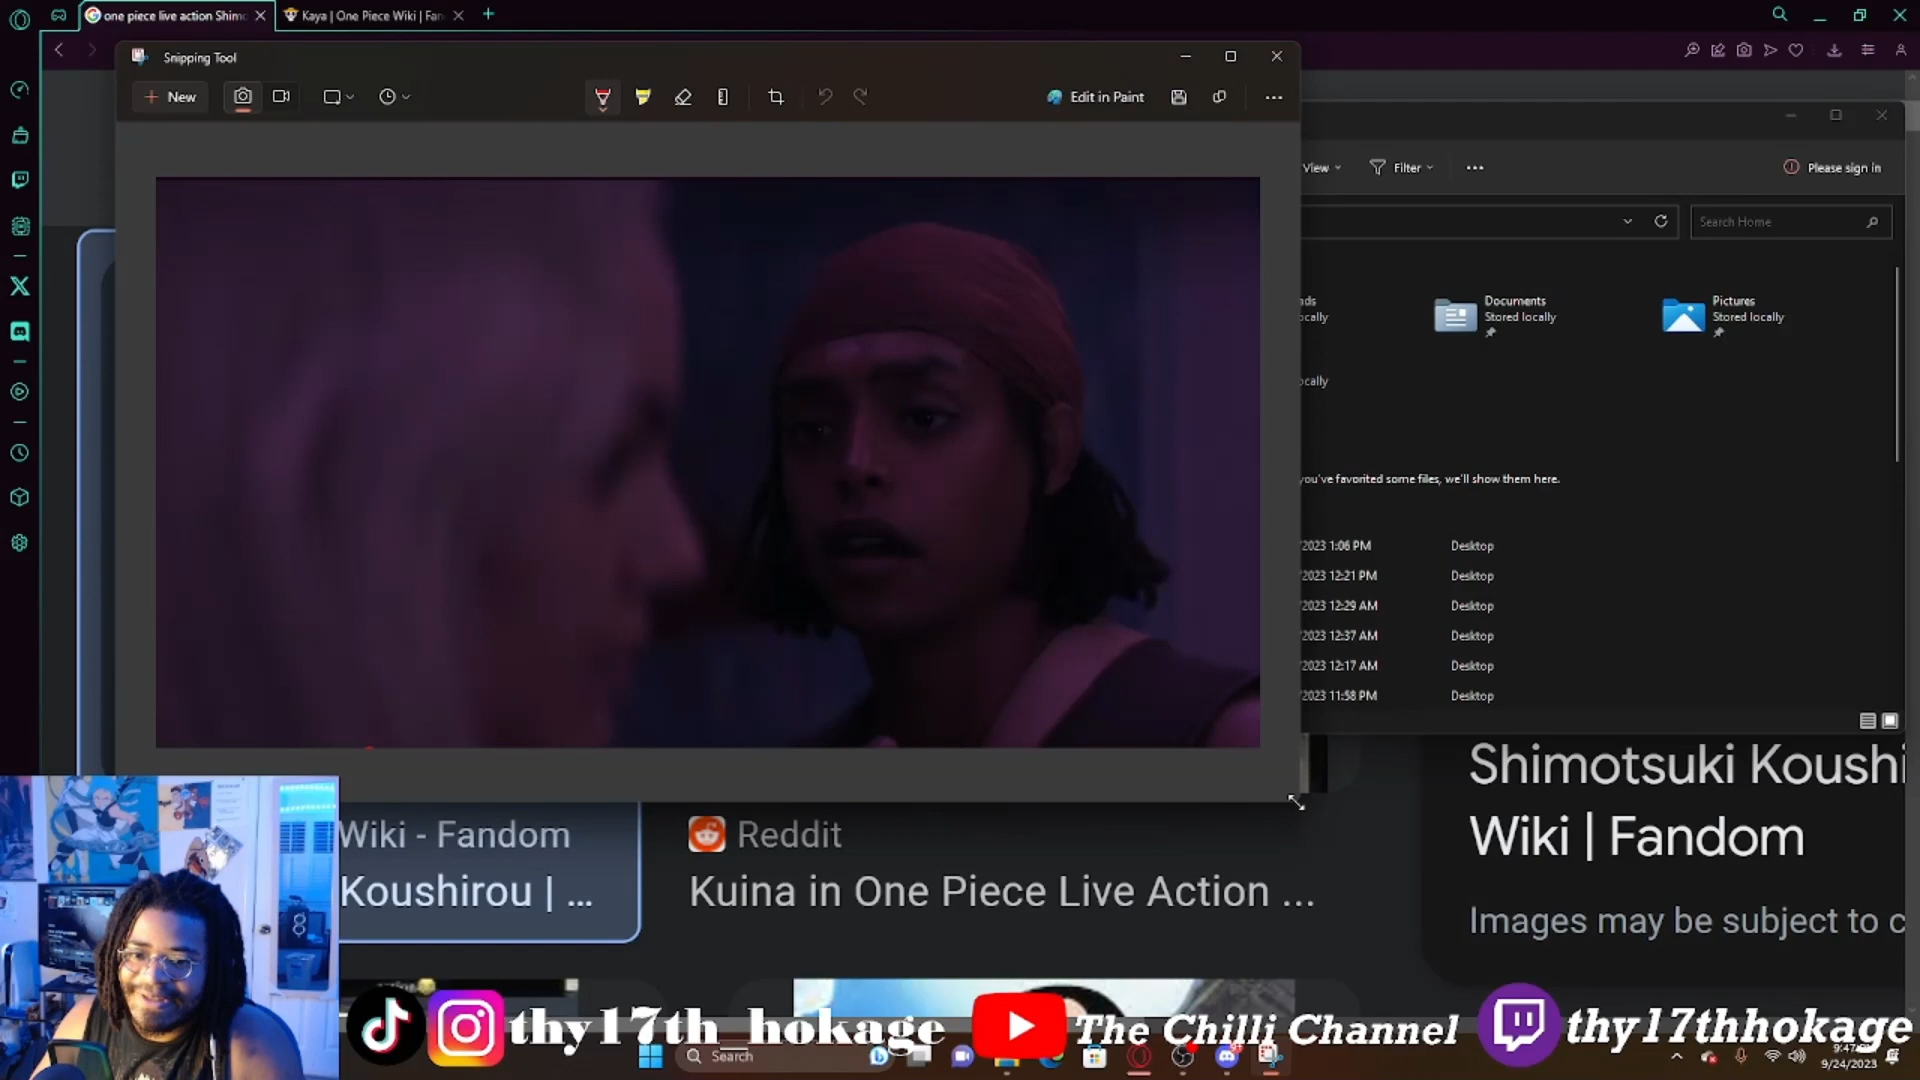 one piece live action Shimo
Kaya | One Piece Wiki | Fan
Snipping Tool
New
Edit in Paint
View
Filter
Please sign in
Search Home
Documents
Stored locally
Pictures
Stored locally
you've favorited some files, we'll show them here.
/2023 1:06 PM Desktop
/2023 12:21 PM Desktop
/2023 12:29 AM Desktop
/2023 12:37 AM Desktop
/2023 12:17 AM Desktop
/2023 11:58 PM Desktop
Shimotsuki Koushi
Wiki | Fandom
Images may be subject to c
Wiki - Fandom
Koushirou | ...
Reddit
Kuina in One Piece Live Action ...
thy17th_hokage
The Chilli Channel
thy17thhokage
Search
9/24/2023